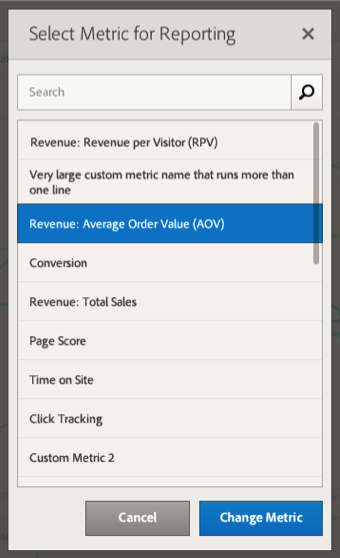 Select Metric for Reporting
Search
Revenue: Revenue per Visitor (RPV)
Very large custom metric name that runs more than
one line
Revenue: Average Order Value (AOV)
Conversion
Revenue: Total Sales
Page Score
Time on Site
Click Tracking
Custom Metric 2
Cancel
Change Metric